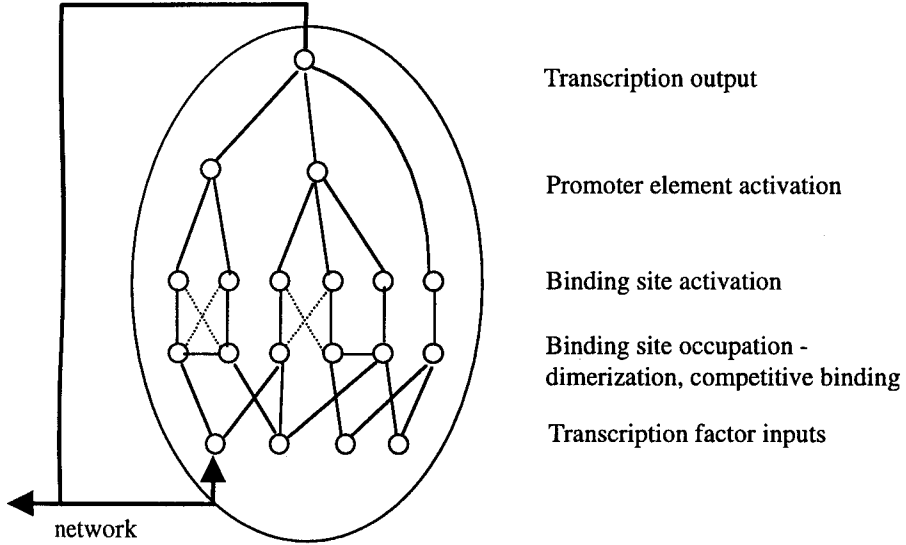 Transcription output
Promoter element activation
Binding site activation
Binding site occupation -
dimerization, competitive binding
Transcription factor inputs
network